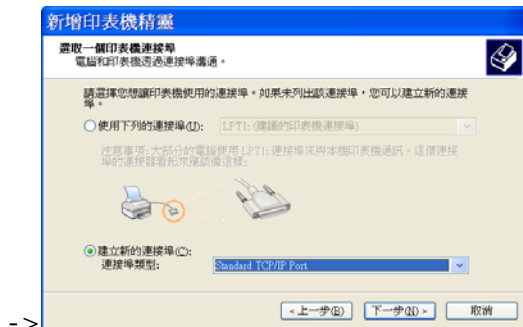 新增印表機精靈
選取一個印表機連接埠
電腦和印表機透過連接埠溝通。
請選擇您想讓印表機使用的連接埠。如果未列出該連接埠，您可以建立新的連接
埠。
使用下列的連接埠(U): LPT1: (建議的印表機連接埠)
注意事項: 大部分的電腦使用 LPT1: 連接埠來與本機印表機通訊。這個連接
埠的連接器看起來應該像這樣:
建立新的連接埠(C):
連接埠類型: Standard TCP/IP Port
< 上一步(B) 下一步(N) > 取消
->